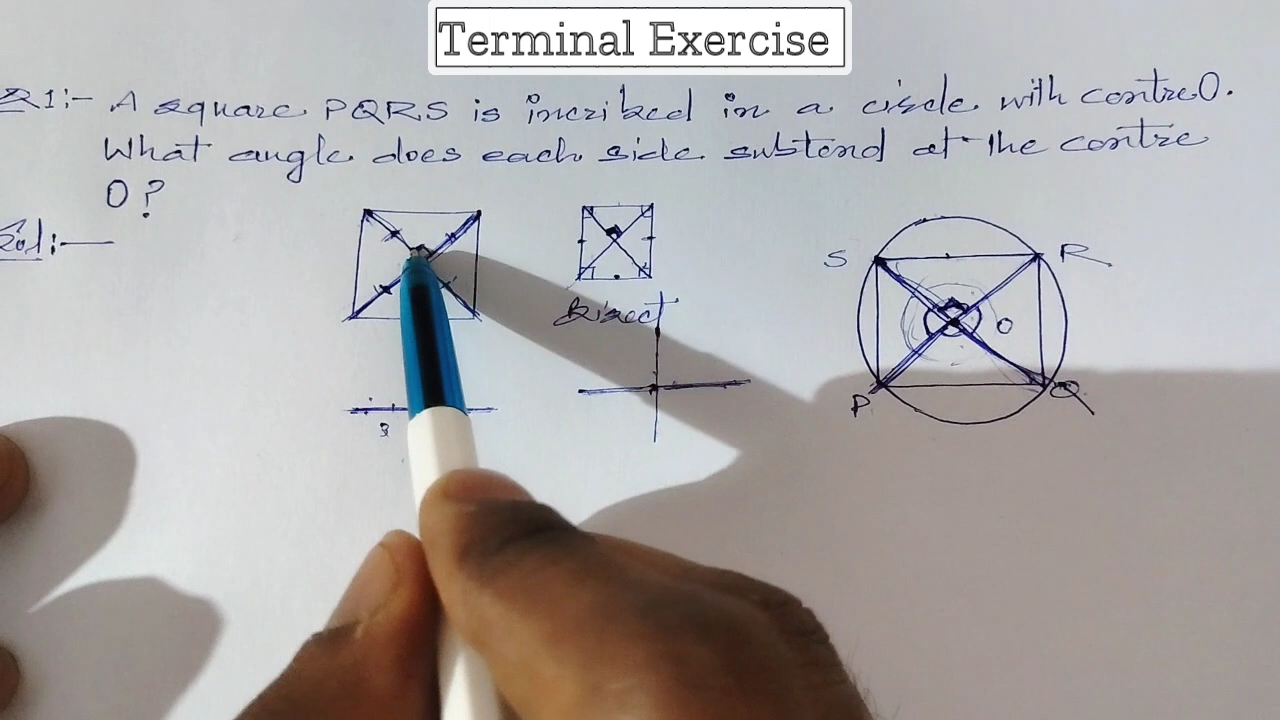 Terminal Exercise
Q1:- A square PQRS is incribed in a circle with centre O.
What angle does each side subtend at the centre
O?
Sol:-
S R
Bisect
O
P Q